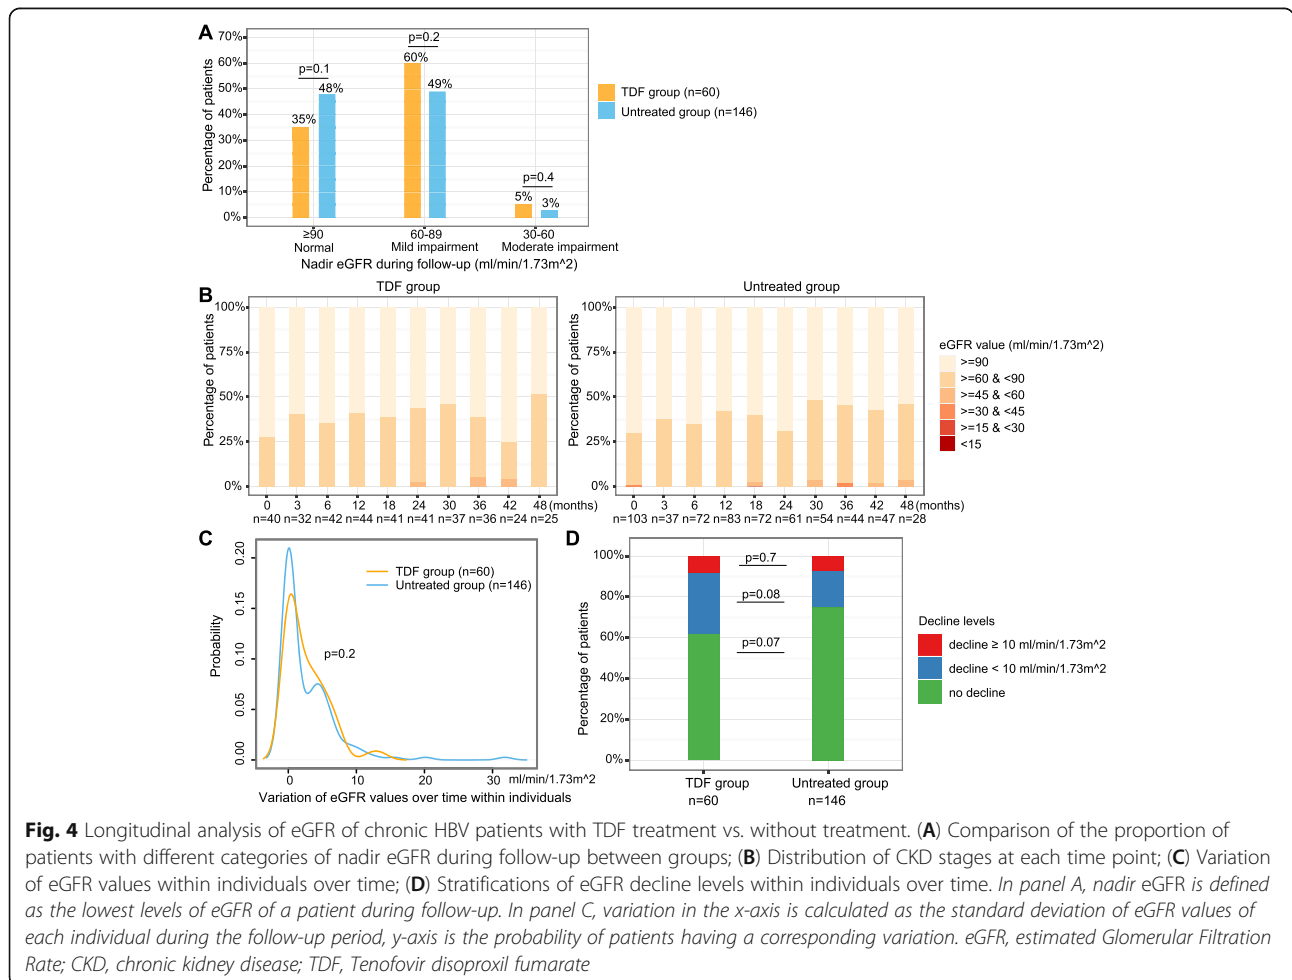 A
70%
60%
50%
40%
30%
20%
10%
0%
Percentage of patients
p=0.1
p=0.2
p=0.4
35%
48%
60%
49%
5%
3%
≥90
Normal
60-89
Mild impairment
30-60
Moderate impairment
Nadir eGFR during follow-up (ml/min/1.73m^2)
TDF group (n=60)
Untreated group (n=146)
B
TDF group
Percentage of patients
100%
75%
50%
25%
0%
0 3 6 12 18 24 30 36 42 48 (months)
n=40 n=32 n=42 n=44 n=41 n=41 n=37 n=36 n=24 n=25
Untreated group
Percentage of patients
100%
75%
50%
25%
0%
0 3 6 12 18 24 30 36 42 48 (months)
n=103 n=37 n=72 n=83 n=72 n=61 n=54 n=44 n=47 n=28
eGFR value (ml/min/1.73m^2)
>=90
>=60 & <90
>=45 & <60
>=30 & <45
>=15 & <30
<15
C
Probability
0.20
0.15
0.10
0.05
0.00
TDF group (n=60)
Untreated group (n=146)
p=0.2
0 10 20 30 ml/min/1.73m^2
Variation of eGFR values over time within individuals
D
Percentage of patients
100%
80%
60%
40%
20%
0%
p=0.7
p=0.08
p=0.07
TDF group
n=60
Untreated group
n=146
Decline levels
decline ≥ 10 ml/min/1.73m^2
decline < 10 ml/min/1.73m^2
no decline
Fig. 4 Longitudinal analysis of eGFR of chronic HBV patients with TDF treatment vs. without treatment. (A) Comparison of the proportion of
patients with different categories of nadir eGFR during follow-up between groups; (B) Distribution of CKD stages at each time point; (C) Variation
of eGFR values within individuals over time; (D) Stratifications of eGFR decline levels within individuals over time. In panel A, nadir eGFR is defined
as the lowest levels of eGFR of a patient during follow-up. In panel C, variation in the x-axis is calculated as the standard deviation of eGFR values of
each individual during the follow-up period, y-axis is the probability of patients having a corresponding variation. eGFR, estimated Glomerular Filtration
Rate; CKD, chronic kidney disease; TDF, Tenofovir disoproxil fumarate